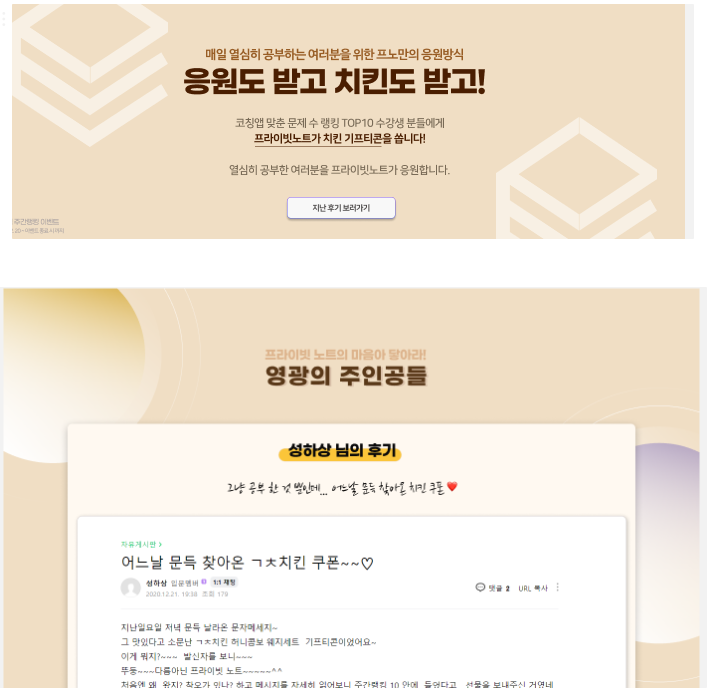 매일 열심히 공부하는 여러분을 위한 프노만의 응원방식
응원도 받고 치킨도 받고!
코칭앱 맞춘 문제 수 랭킹 TOP10 수강생 분들에게
프라이빗노트가 치킨 기프티콘을 쏩니다!
열심히 공부한 여러분을 프라이빗노트가 응원합니다.
지난 후기 보러가기
주간랭킹 이벤트
프라이빗 노트의 마음아 닿아라!
영광의 주인공들
성하상 님의 후기
그냥 공부 한 것 뿐인데... 어느날 문득 찾아온 치킨 쿠폰 ❤️
자유게시판 >
어느날 문득 찾아온 ㄱㅊ치킨 쿠폰~~♡
성하상 입문멤버 1:1 채팅
2020.12.21. 18:38 조회 178
댓글 2 URL 복사
지난일요일 저녁 문득 날라온 문자메세지~
그 맛있다고 소문난 ㄱㅊ치킨 허니콤보 웨지세트 기프티콘이었어요~
이게 뭐지?~~~ 발신자를 보니~~~
뚜둥~~~다름아닌 프라이빗 노트~~~~~^^
처음엔 왜 왔지? 착오가 있나? 하고 메시지를 자세히 읽어보니 주간랭킹 10 안에 들었다고 선물을 보내주신 거였네